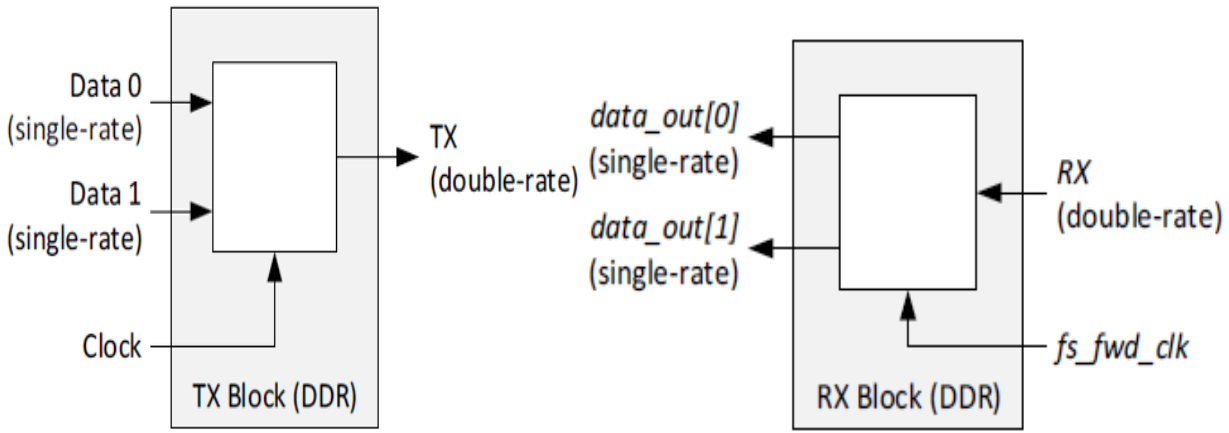 Data 0
(single-rate)
Data 1
(single-rate)
Clock
TX
(double-rate)
TX Block (DDR)
data_out[0]
(single-rate)
data_out[1]
(single-rate)
RX
(double-rate)
fs_fwd_clk
RX Block (DDR)